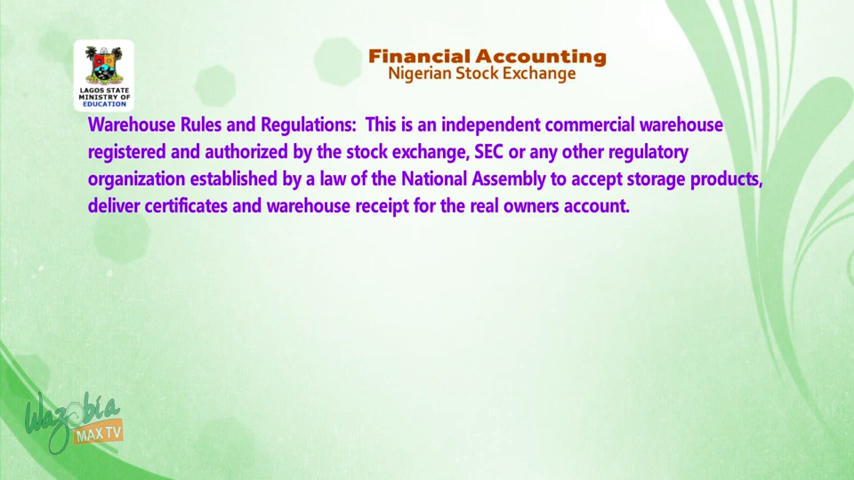 Financial Accounting
Nigerian Stock Exchange
LAGOS STATE
MINISTRY OF
EDUCATION
Warehouse Rules and Regulations: This is an independent commercial warehouse
registered and authorized by the stock exchange, SEC or any other regulatory
organization established by a law of the National Assembly to accept storage products,
deliver certificates and warehouse receipt for the real owners account.
Wazobia
MAX TV